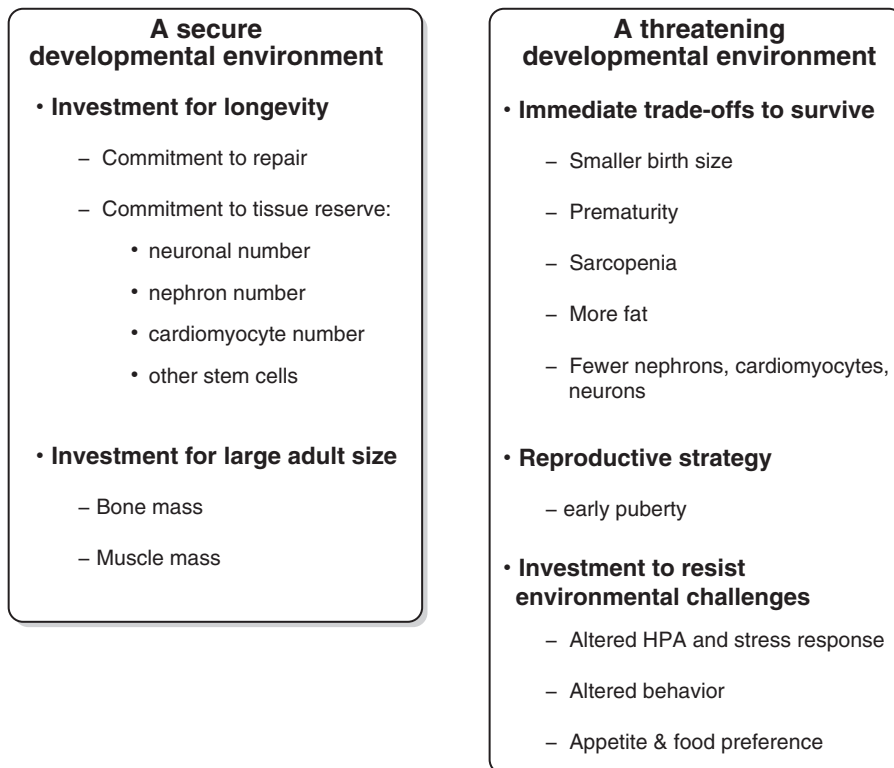 A secure
developmental environment
• Investment for longevity
– Commitment to repair
– Commitment to tissue reserve:
• neuronal number
• nephron number
• cardiomyocyte number
• other stem cells
• Investment for large adult size
– Bone mass
– Muscle mass
A threatening
developmental environment
• Immediate trade-offs to survive
– Smaller birth size
– Prematurity
– Sarcopenia
– More fat
– Fewer nephrons, cardiomyocytes,
neurons
• Reproductive strategy
– early puberty
• Investment to resist
environmental challenges
– Altered HPA and stress response
– Altered behavior
– Appetite & food preference